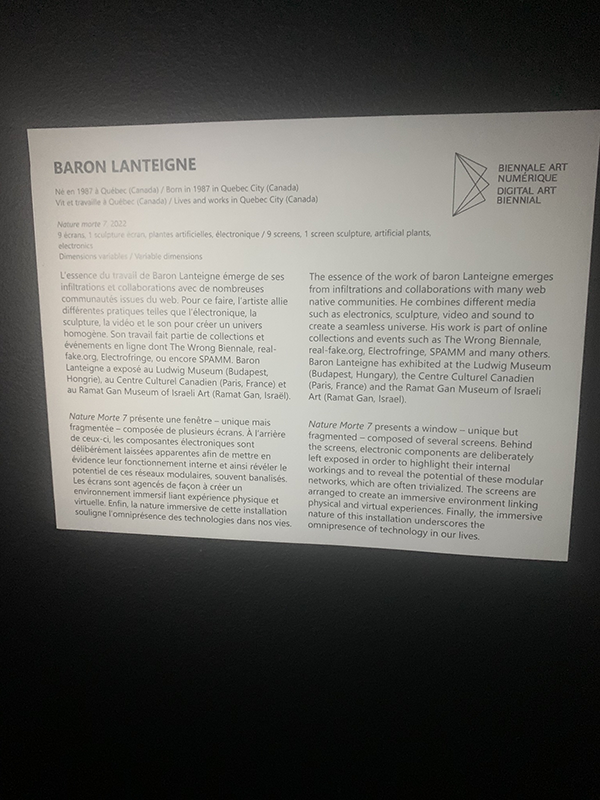 BARON LANTEIGNE
BIENNALE ART
NUMÉRIQUE
DIGITAL ART
BIENNIAL
Né en 1987 à Québec (Canada) / Born in 1987 in Quebec City (Canada)
Vit et travaille à Québec (Canada) / Lives and works in Quebec City (Canada)
Nature morte 7, 2022
9 écrans, 1 sculpture écran, plantes artificielles, électronique / 9 screens, 1 screen sculpture, artificial plants,
electronics
Dimensions variables / Variable dimensions
L'essence du travail de Baron Lanteigne émerge de ses
infiltrations et collaborations avec de nombreuses
communautés issues du web. Pour ce faire, l'artiste allie
différentes pratiques telles que l'électronique, la
sculpture, la vidéo et le son pour créer un univers
homogène. Son travail fait partie de collections et
événements en ligne dont The Wrong Biennale, real-
fake.org, Electrofringe, ou encore SPAMM. Baron
Lanteigne a exposé au Ludwig Museum (Budapest,
Hongrie), au Centre Culturel Canadien (Paris, France) et
au Ramat Gan Museum of Israeli Art (Ramat Gan, Israël).
Nature Morte 7 présente une fenêtre – unique mais
fragmentée – composée de plusieurs écrans. À l'arrière
de ceux-ci, les composantes électroniques sont
délibérément laissées apparentes afin de mettre en
évidence leur fonctionnement interne et ainsi révéler le
potentiel de ces réseaux modulaires, souvent banalisés.
Les écrans sont agencés de façon à créer un
environnement immersif liant expérience physique et
virtuelle. Enfin, la nature immersive de cette installation
souligne l'omniprésence des technologies dans nos vies.
The essence of the work of baron Lanteigne emerges
from infiltrations and collaborations with many web
native communities. He combines different media
such as electronics, sculpture, video and sound to
create a seamless universe. His work is part of online
collections and events such as The Wrong Biennale,
real-fake.org, Electrofringe, SPAMM and many others.
Baron Lanteigne has exhibited at the Ludwig Museum
(Budapest, Hungary), the Centre Culturel Canadien
(Paris, France) and the Ramat Gan Museum of Israeli
Art (Ramat Gan, Israel).
Nature Morte 7 presents a window – unique but
fragmented – composed of several screens. Behind
the screens, electronic components are deliberately
left exposed in order to highlight their internal
workings and to reveal the potential of these modular
networks, which are often trivialized. The screens are
arranged to create an immersive environment linking
physical and virtual experiences. Finally, the immersive
nature of this installation underscores the
omnipresence of technology in our lives.